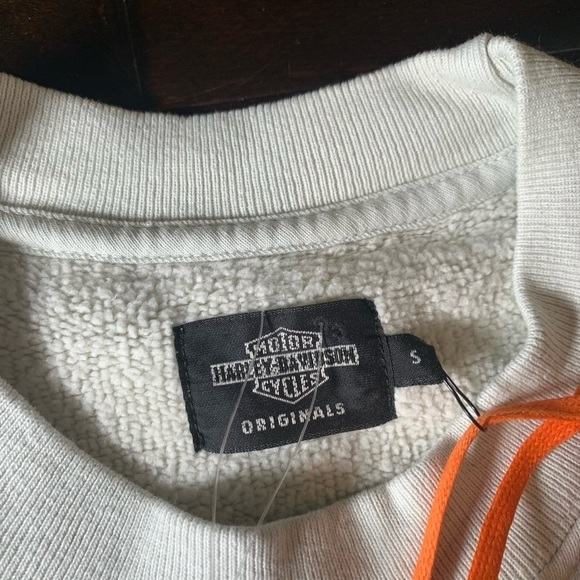 MOTOR
HARLEY-DAVIDSON
CYCLES
ORIGINALS
S